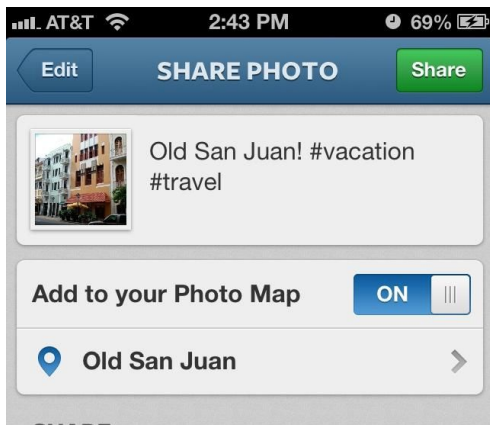 AT&T 2:43 PM 69%
Edit SHARE PHOTO Share
Old San Juan! #vacation
#travel
Add to your Photo Map ON
Old San Juan